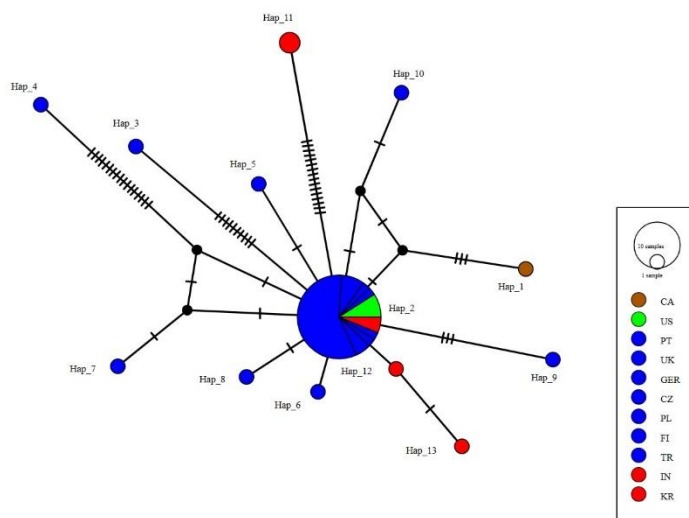 Hap_11
Hap_10
Hap_4
Hap_3
Hap_5
Hap_1
Hap_2
Hap_12
Hap_9
Hap_7
Hap_8
Hap_6
Hap_13
10 samples
1 sample
CA
US
PT
UK
GER
CZ
PL
FI
TR
IN
KR